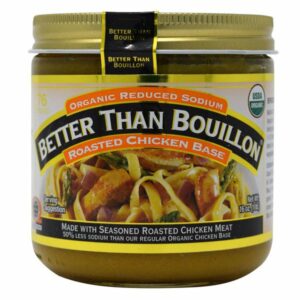 BETTER THAN
BOUILLON
USDA
ORGANIC
ORGANIC REDUCED SODIUM
BETTER THAN BOUILLON®
ROASTED CHICKEN BASE
MADE WITH SEASONED ROASTED CHICKEN MEAT
50% LESS SODIUM THAN OUR REGULAR ORGANIC CHICKEN BASE